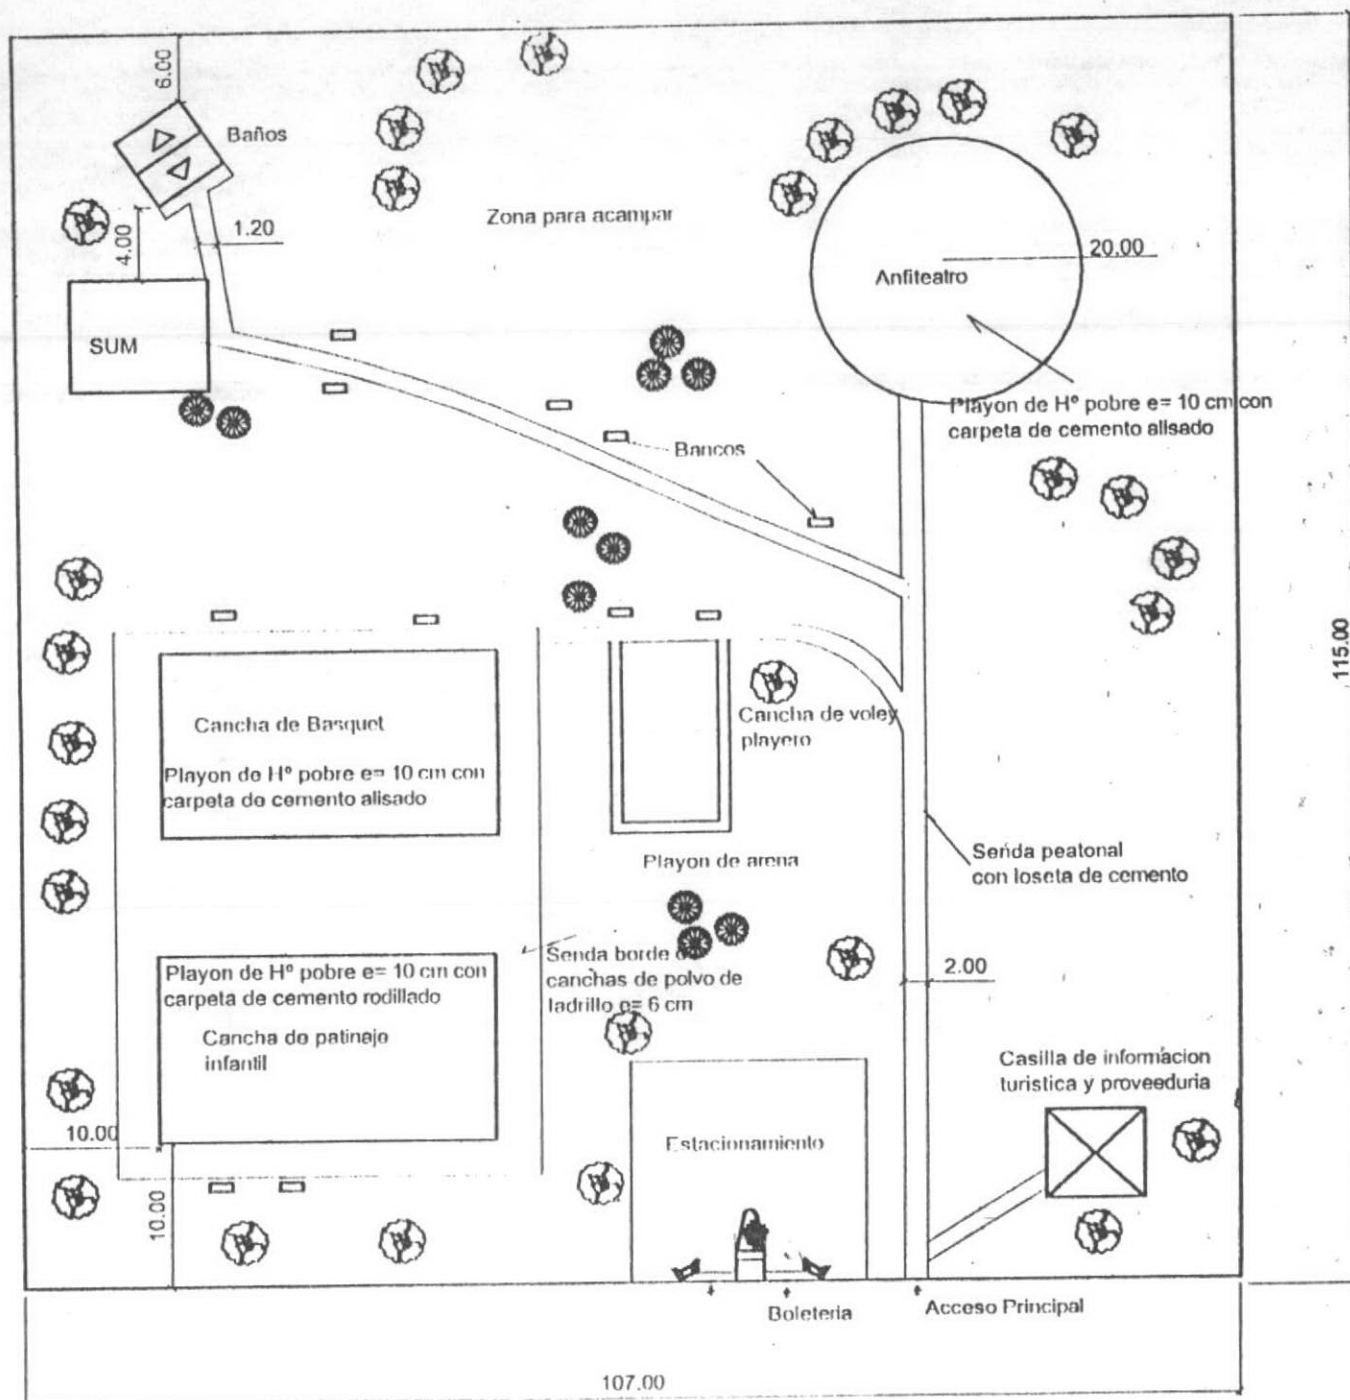 6.00
Baños
Zona para acampar
4.00
1.20
20.00
Anfiteatro
SUM
Playon de Hº pobre e= 10 cm con
carpeta de cemento alisado
Bancos
115.00
Cancha de Basquet
Playon de Hº pobre e= 10 cm con
carpeta de cemento alisado
Cancha de voley
playero
Playon de arena
Senda peatonal
con loseta de cemento
Senda borde
canchas de polvo de
ladrillo e= 6 cm
2.00
Playon de Hº pobre e= 10 cm con
carpeta de cemento rodillado
Cancha de patinaje
infantil
Casilla de informacion
turistica y proveeduria
10.00
Estacionamiento
10.00
Boleteria
Acceso Principal
107.00